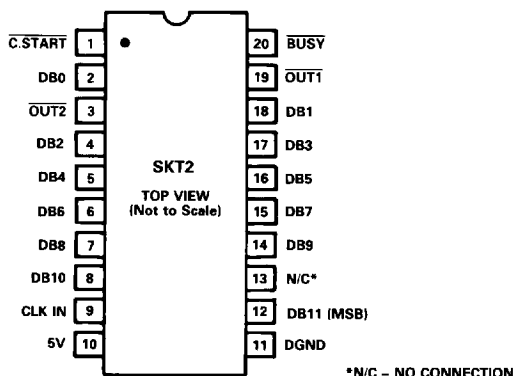 C.START 1 20 BUSY
DB0 2 19 OUT1
OUT2 3 18 DB1
DB2 4 17 DB3
DB4 5 16 DB5
DB6 6 15 DB7
DB8 7 14 DB9
DB10 8 13 N/C*
CLK IN 9 12 DB11 (MSB)
5V 10 11 DGND
SKT2
TOP VIEW
(Not to Scale)
*N/C – NO CONNECTION